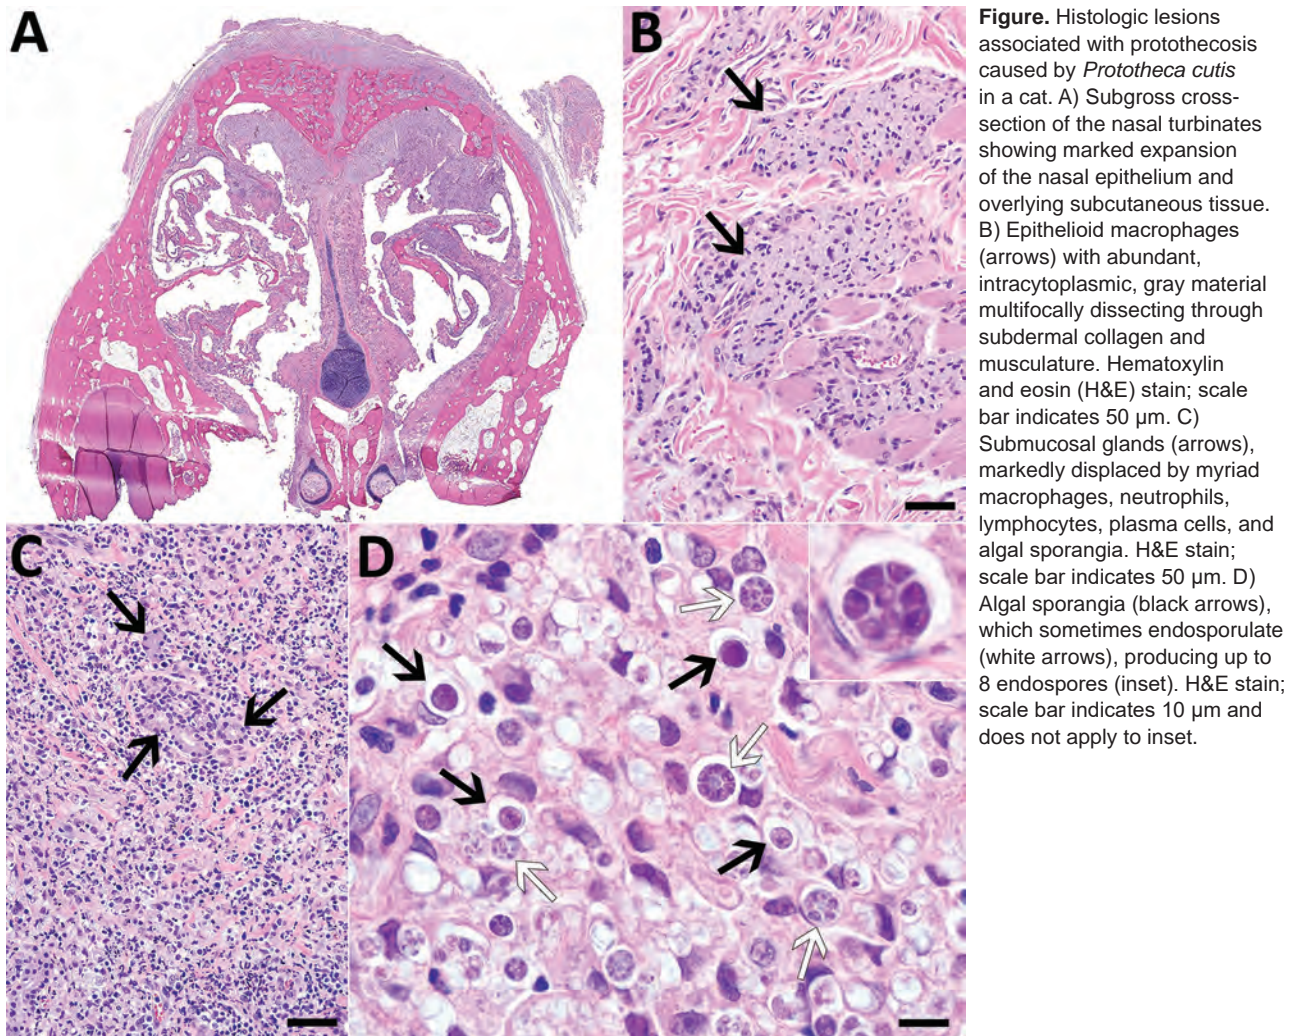 A
B
C
D
Figure. Histologic lesions
associated with protothecosis
caused by Prototheca cutis
in a cat. A) Subgross cross-
section of the nasal turbinates
showing marked expansion
of the nasal epithelium and
overlying subcutaneous tissue.
B) Epithelioid macrophages
(arrows) with abundant,
intracytoplasmic, gray material
multifocally dissecting through
subdermal collagen and
musculature. Hematoxylin
and eosin (H&E) stain; scale
bar indicates 50 µm. C)
Submucosal glands (arrows),
markedly displaced by myriad
macrophages, neutrophils,
lymphocytes, plasma cells, and
algal sporangia. H&E stain;
scale bar indicates 50 µm. D)
Algal sporangia (black arrows),
which sometimes endosporulate
(white arrows), producing up to
8 endospores (inset). H&E stain;
scale bar indicates 10 µm and
does not apply to inset.